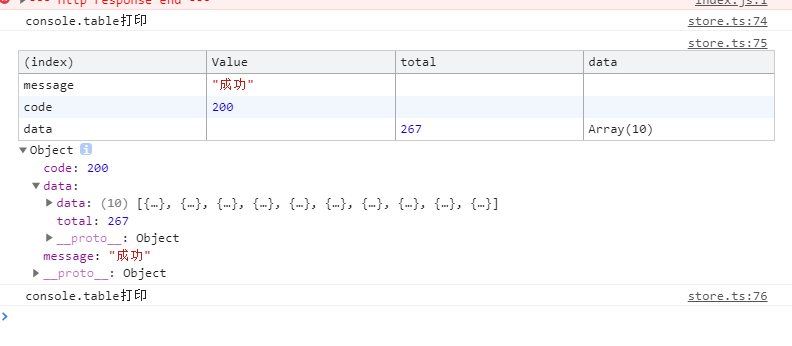 --- http response end --- index.js:1
console.table打印 store.ts:74
store.ts:75
(index) Value total data
message "成功"
code 200
data 267 Array(10)
Object i
code: 200
data:
data: (10) [{…}, {…}, {…}, {…}, {…}, {…}, {…}, {…}, {…}, {…}]
total: 267
__proto__: Object
message: "成功"
__proto__: Object
console.table打印 store.ts:76